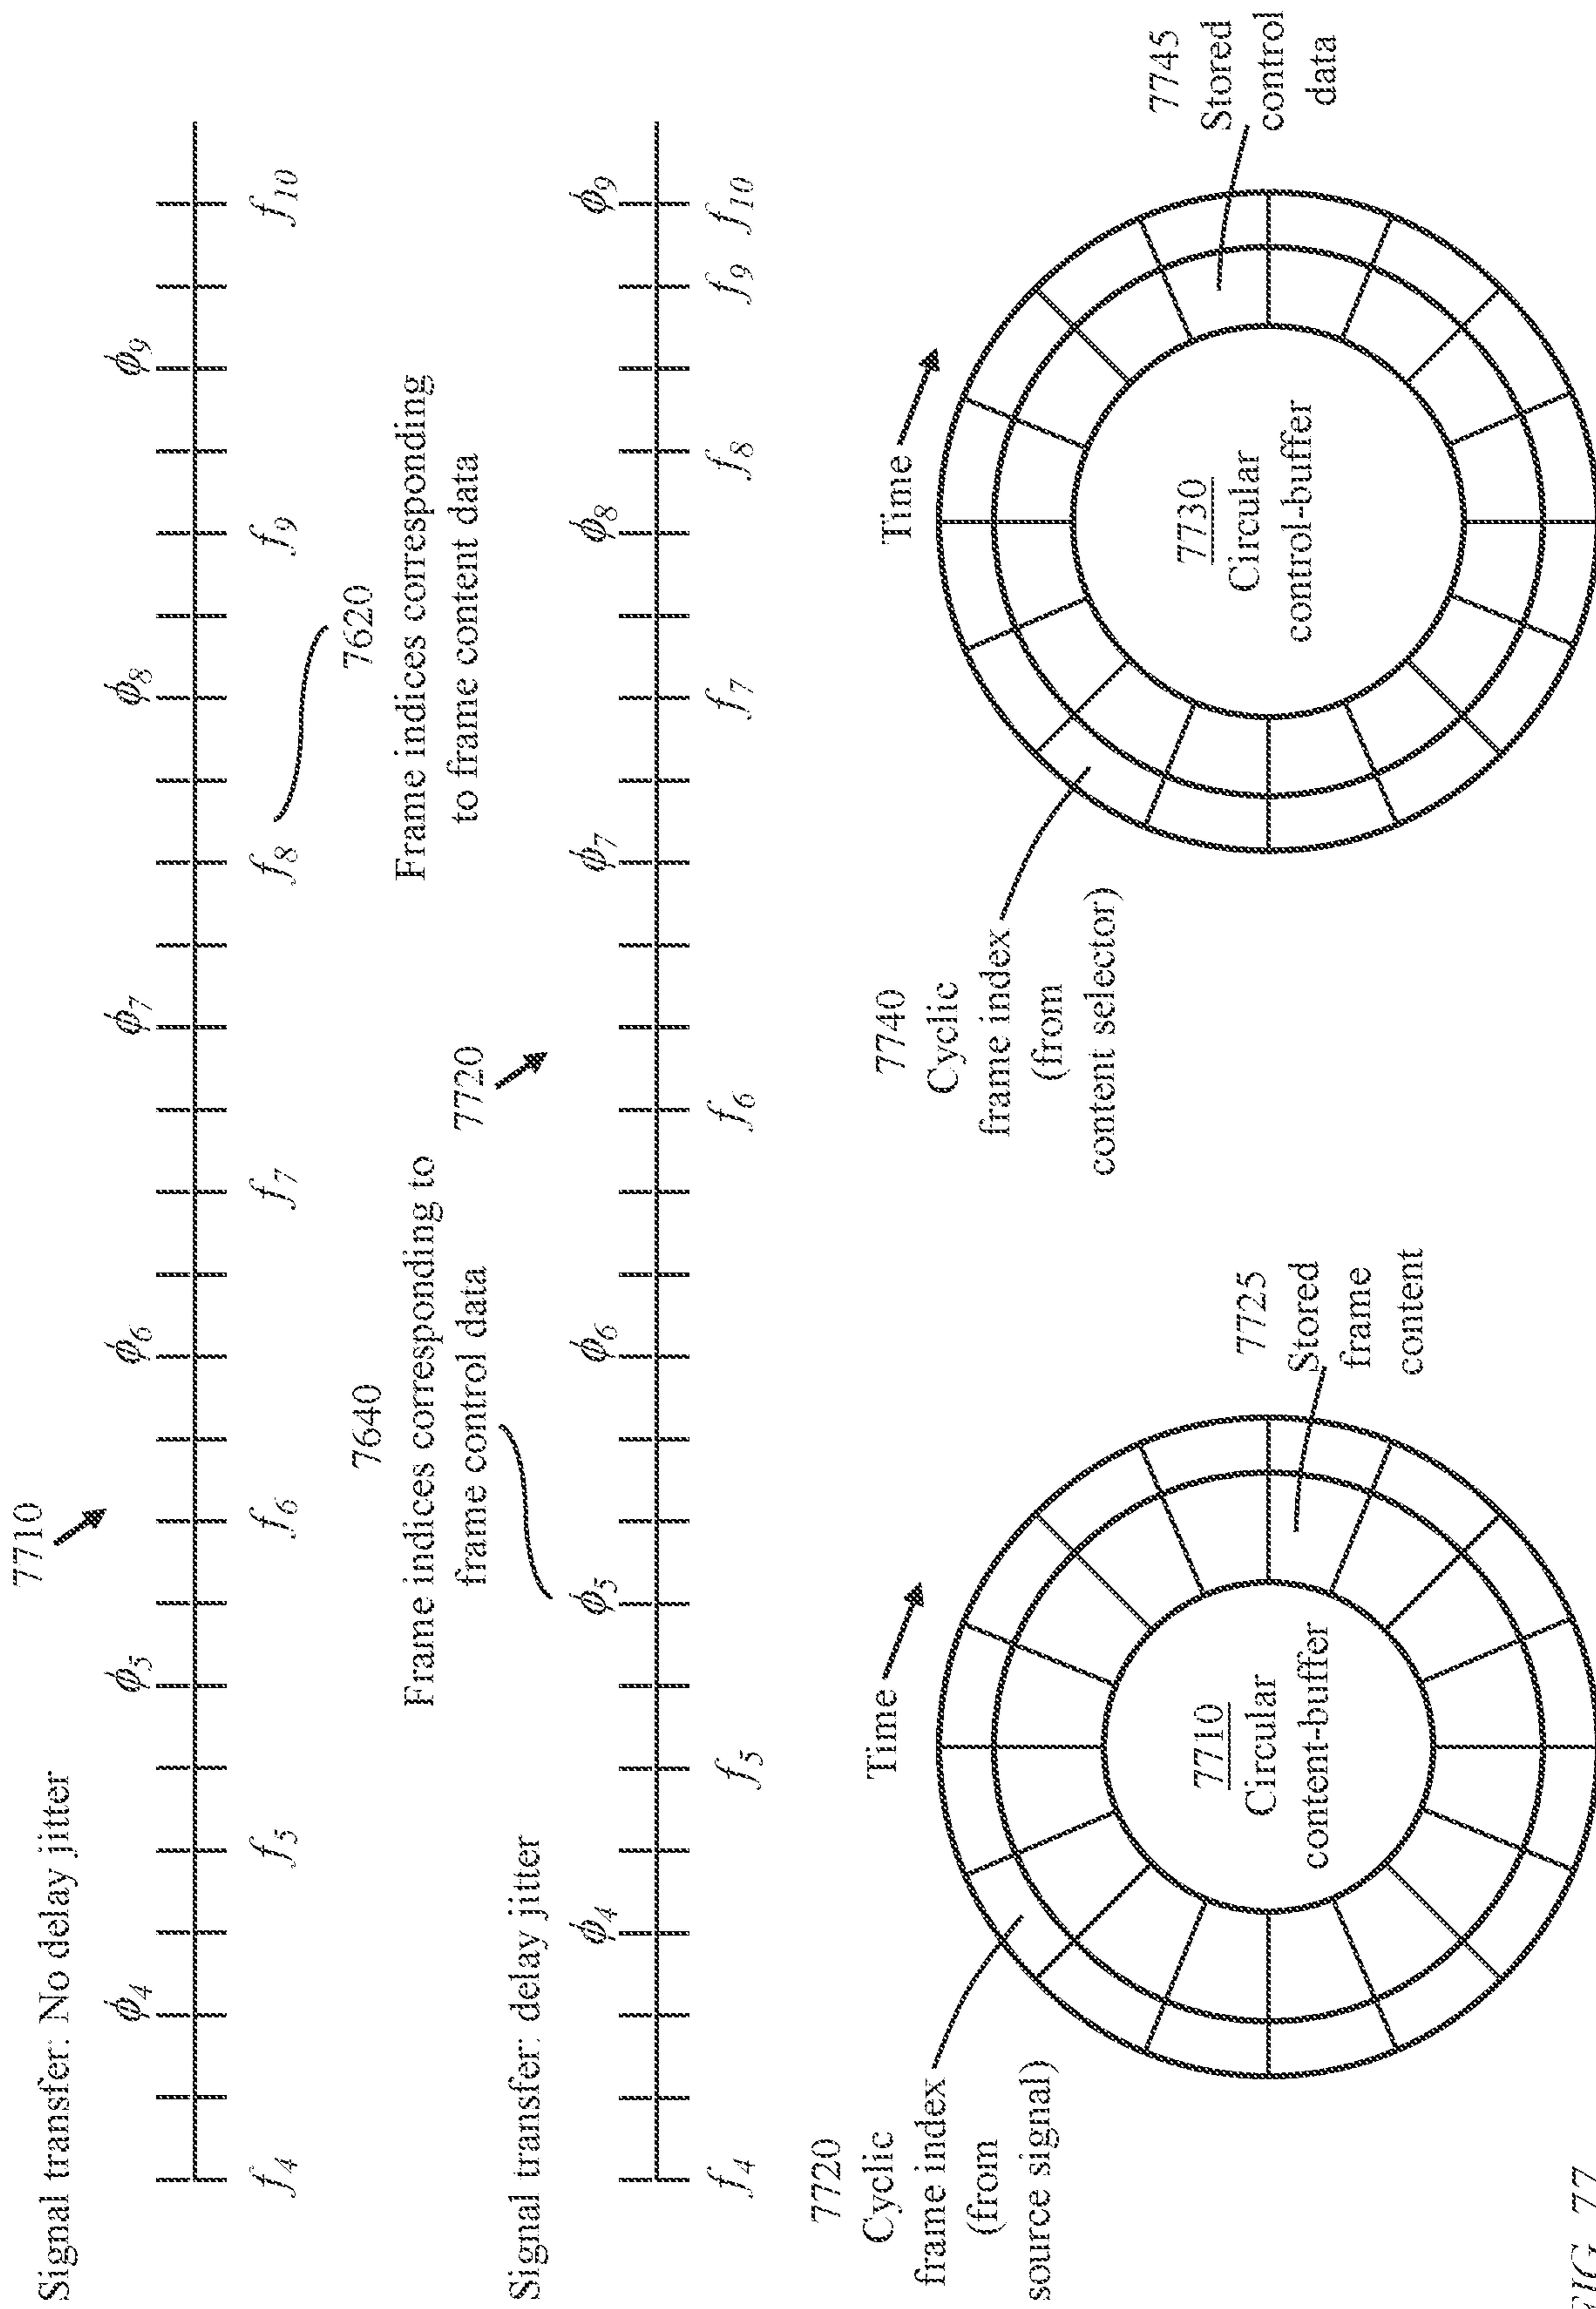 Signal transfer: No delay jitter
7710
ϕ4 ϕ5 ϕ6 ϕ7 ϕ8 ϕ9
f4 f5 f6 f7 f8 f9 f10
7620
Frame indices corresponding
to frame content data
7640
Frame indices corresponding to
frame control data
7720
Signal transfer: delay jitter
ϕ4 ϕ5 ϕ6 ϕ7 ϕ8 ϕ9
f4 f5 f6 f7 f8 f9 f10
7720
Cyclic
frame index
(from
source signal)
Time
7710
Circular
content-buffer
7725
Stored
frame
content
7740
Cyclic
frame index
(from
content selector)
Time
7730
Circular
control-buffer
7745
Stored
control
data
FIG. 77